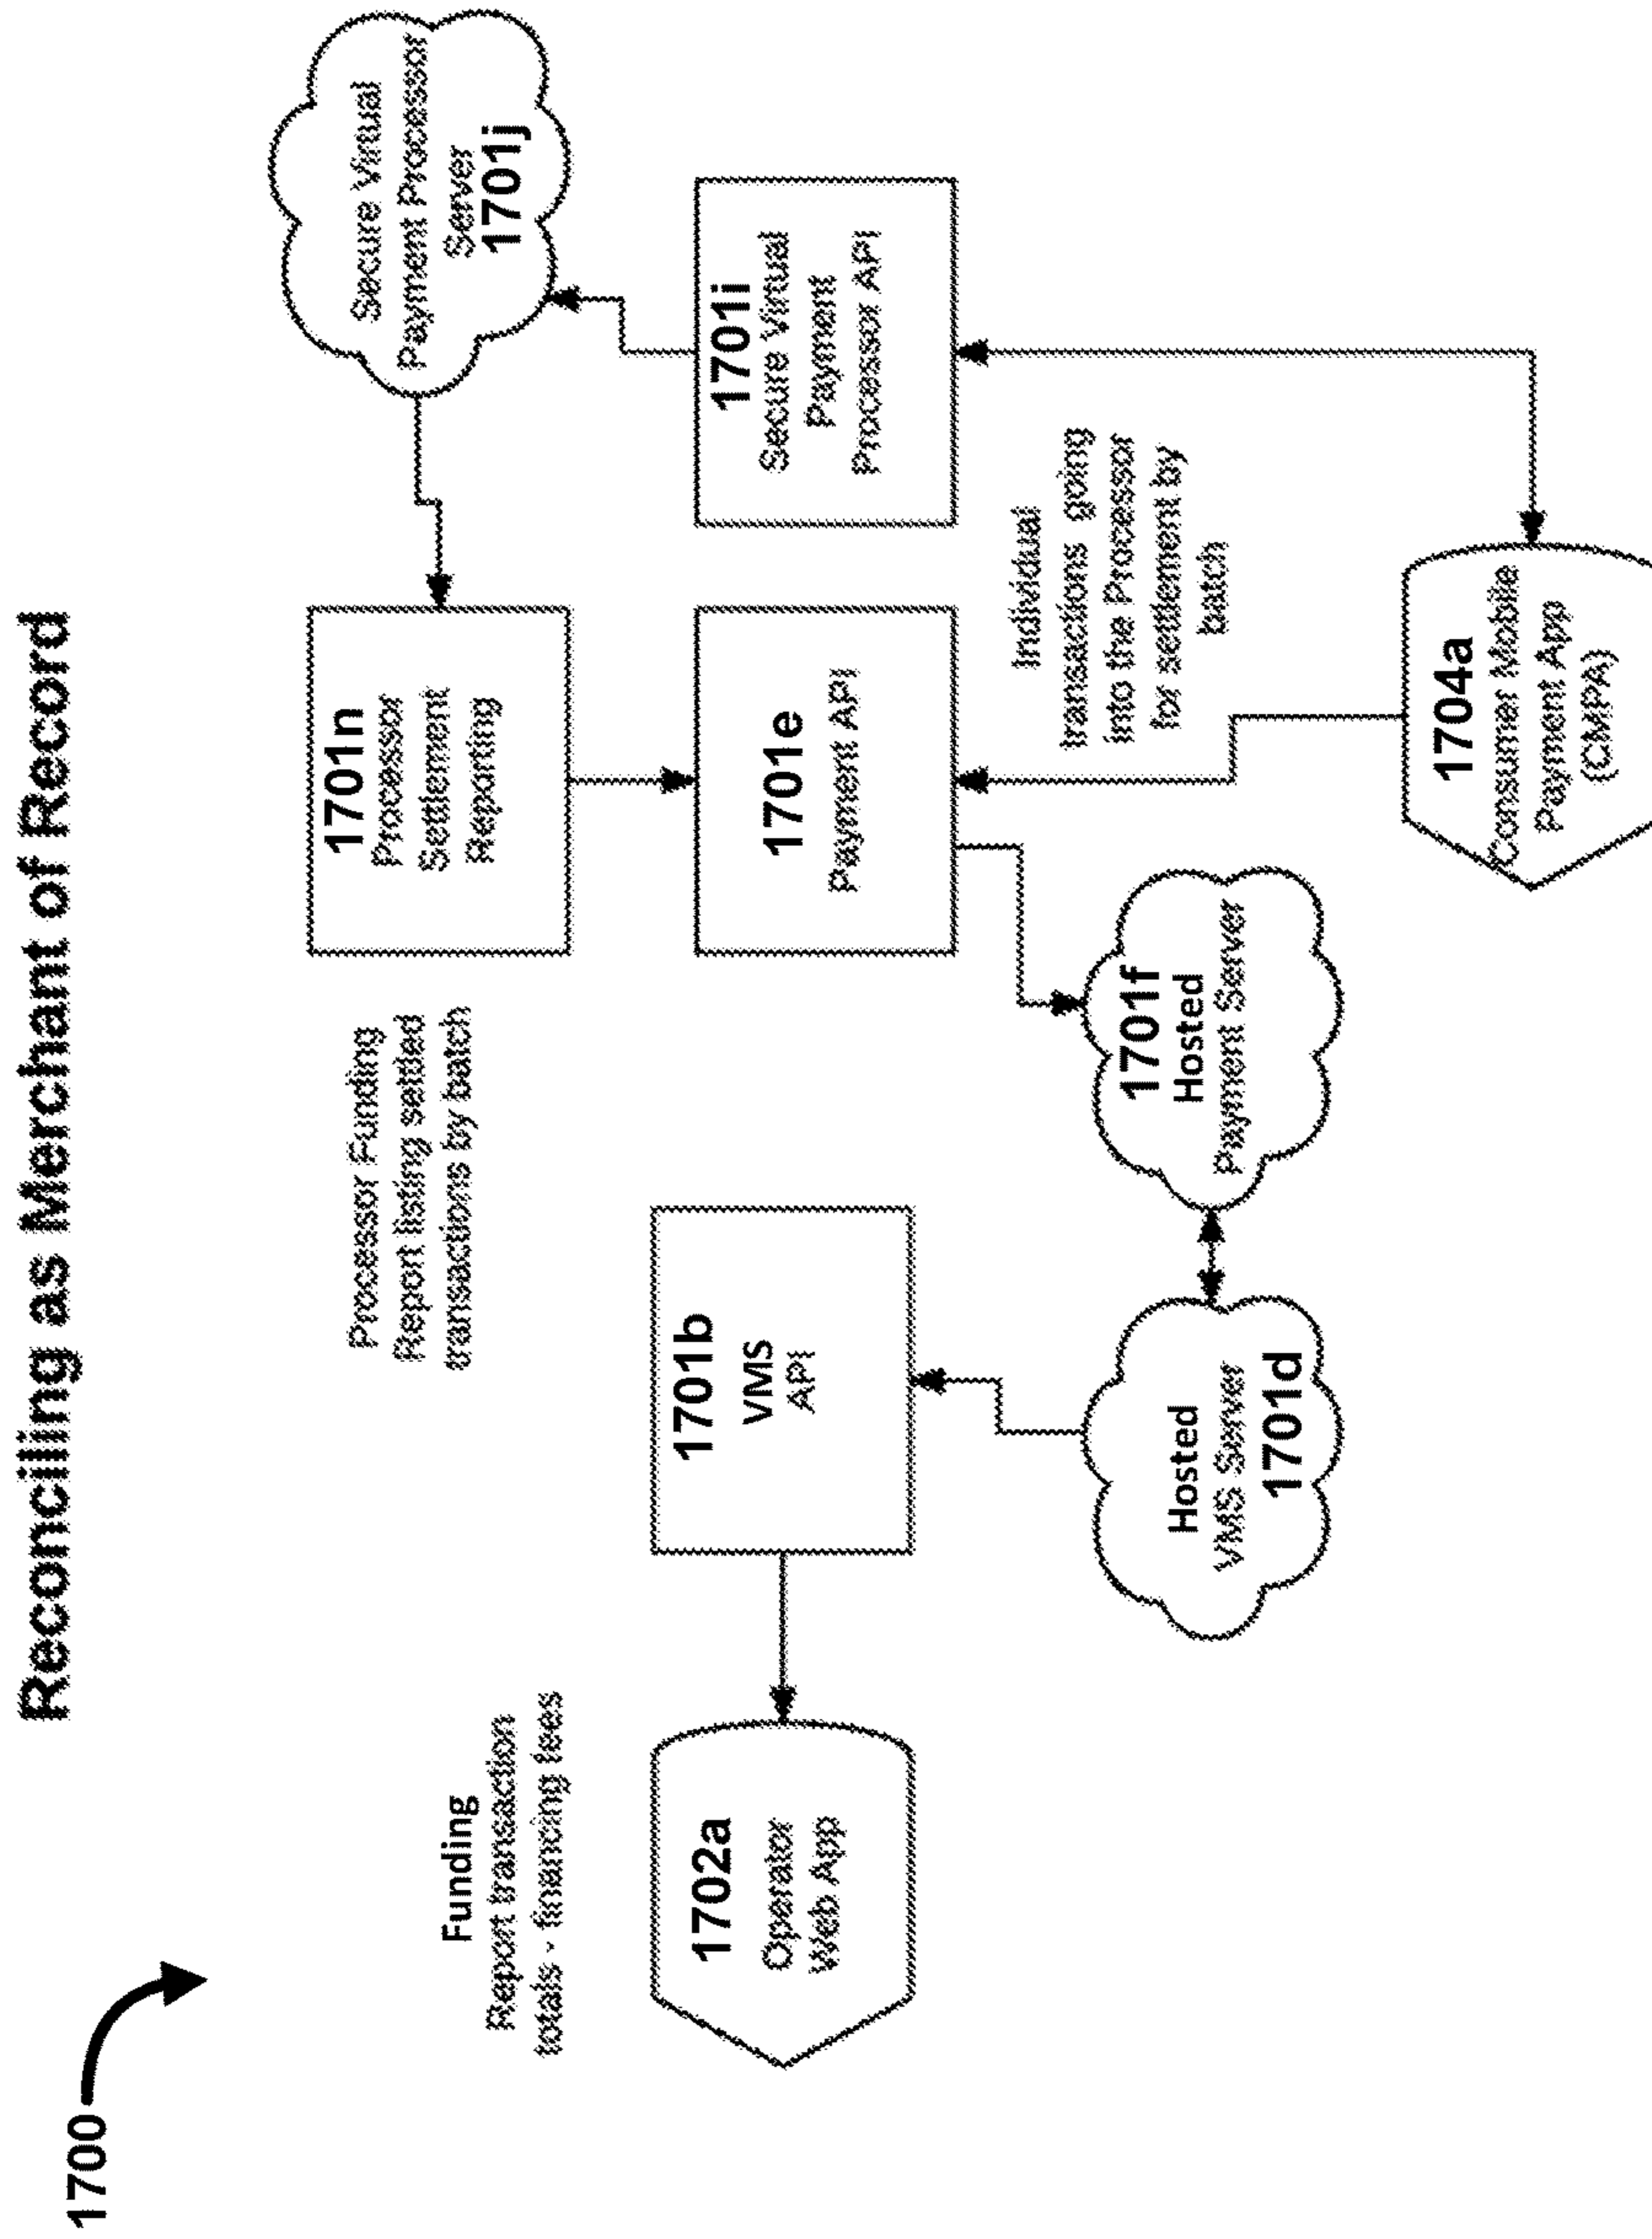 1700
Reconciling as Merchant of Record
Funding
Report transaction
totals - financing fees
1702a
Operator
Web App
1701b
VMS
API
Hosted
VMS Server
1701d
Processor Funding
Report listing settled
transactions by batch
1701n
Processor
Settlement
Reporting
1701e
Payment API
1701f
Hosted
Payment Server
Secure Virtual
Payment Processor
Server
1701j
1701i
Secure Virtual
Payment
Processor API
Individual
transactions going
into the Processor
for settlement by
batch
1704a
Consumer Mobile
Payment App
(CMPA)